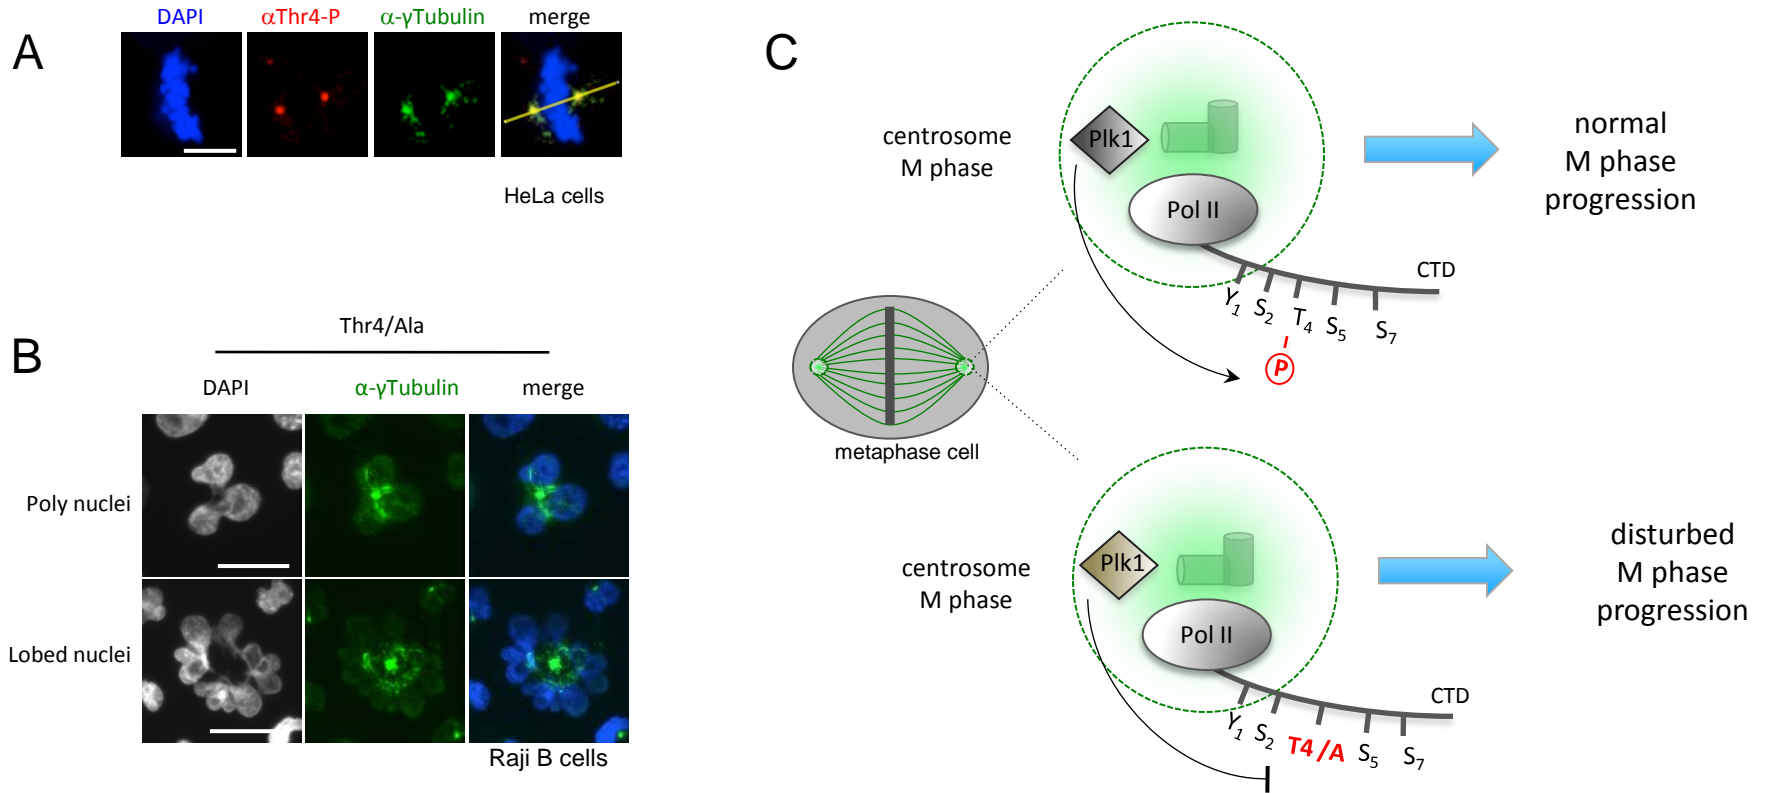 A
DAPI
αThr4-P
α-γTubulin
merge
HeLa cells
B
Thr4/Ala
DAPI
α-γTubulin
merge
Poly nuclei
Lobed nuclei
Raji B cells
C
centrosome
M phase
Plk1
Pol II
CTD
Y1 S2 T4 S5 S7
P
normal
M phase
progression
metaphase cell
centrosome
M phase
Plk1
Pol II
CTD
Y1 S2 T4/A S5 S7
disturbed
M phase
progression